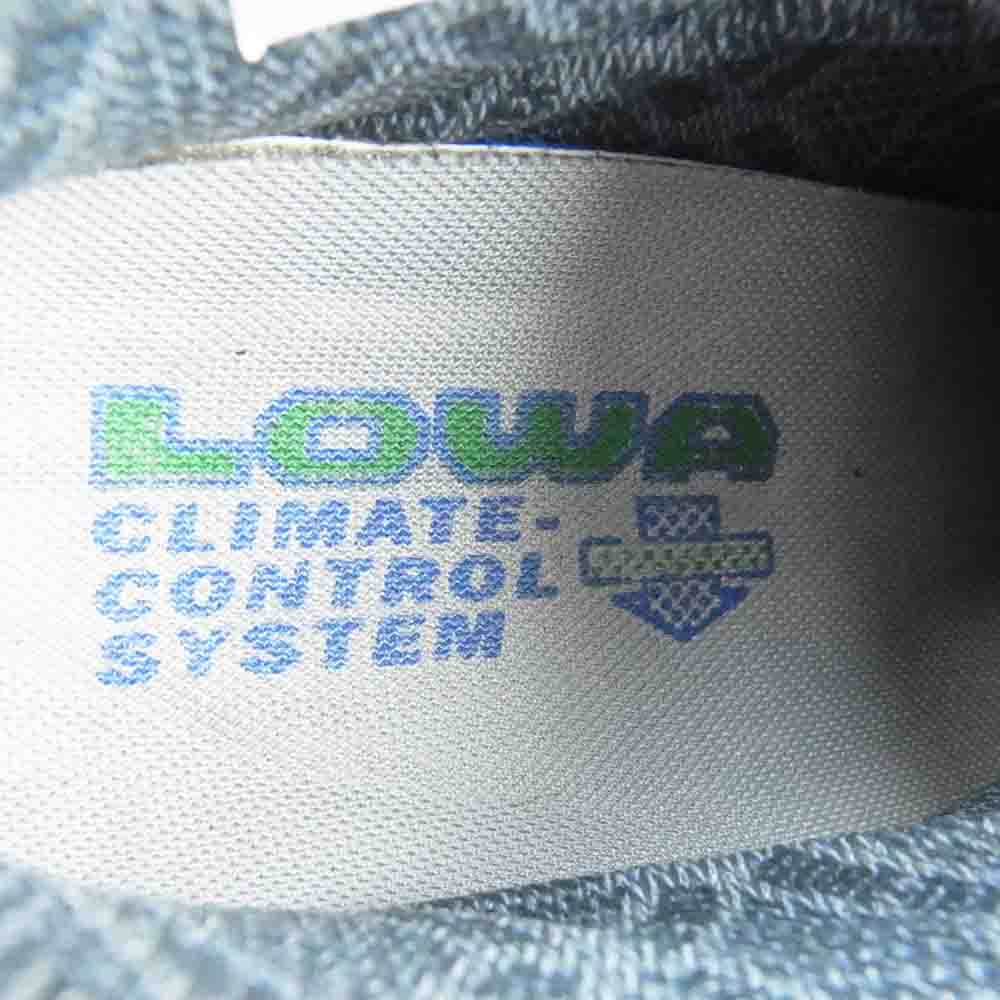 LOWA
CLIMATE-
CONTROL
SYSTEM